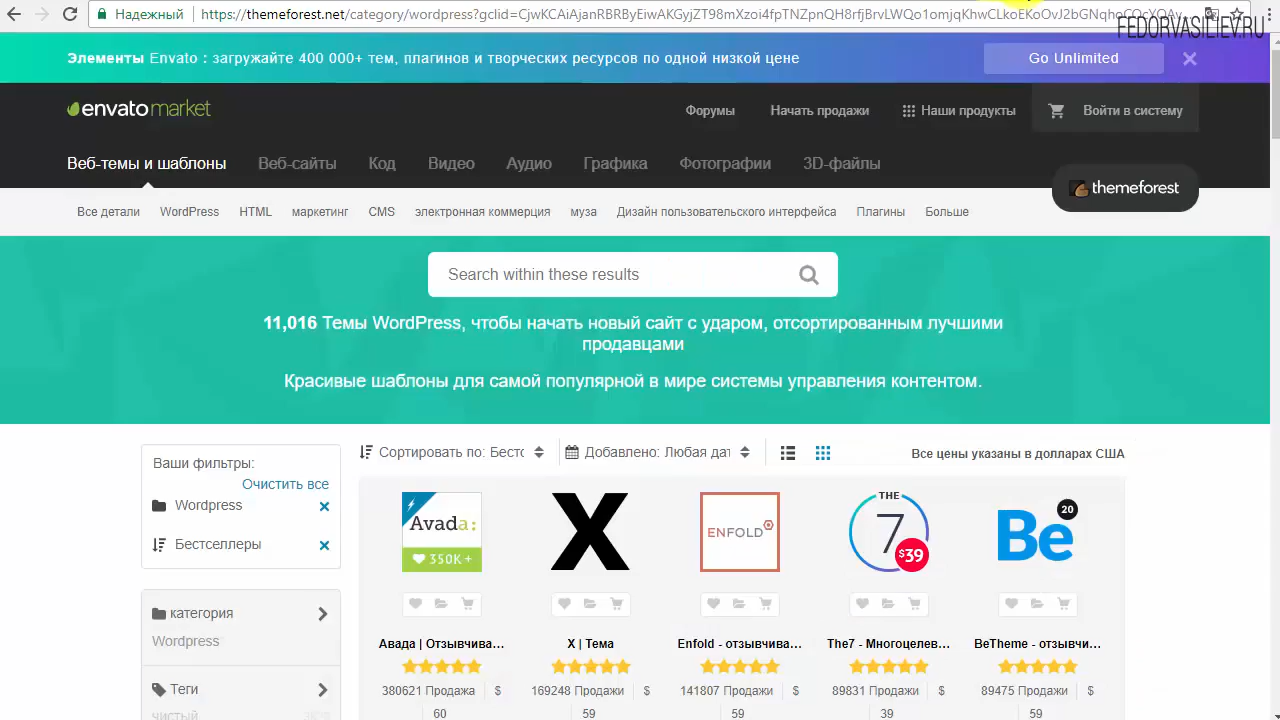 Надежный https://themeforest.net/category/wordpress?gclid=
FEDORVASILIEV.RU
Элементы Envato : загружайте 400 000+ тем, плагинов и творческих ресурсов по одной низкой цене
Go Unlimited
envatomarket
Форумы Начать продажи Наши продукты Войти в систему
Веб-темы и шаблоны Веб-сайты Код Видео Аудио Графика Фотографии 3D-файлы
themeforest
Все детали WordPress HTML маркетинг CMS электронная коммерция муза Дизайн пользовательского интерфейса Плагины Больше
Search within these results
11,016 Темы WordPress, чтобы начать новый сайт с ударом, отсортированным лучшими
продавцами
Красивые шаблоны для самой популярной в мире системы управления контентом.
Ваши фильтры:
Очистить все
Wordpress
Бестселлеры
категория
Wordpress
Теги
чистый
Сортировать по: Бестс
Добавлено: Любая дат
Все цены указаны в долларах США
Avada:
350K+
X
ENFOLD
THE
7
$39
Be
20
Авада | Отзывчива... X | Тема Enfold - отзывчива... The7 - Многоцелев... BeTheme - отзывчи...
380621 Продажа $ 169248 Продажи $ 141807 Продажи $ 89831 Продажи $ 89475 Продажи $
60 59 59 39 59